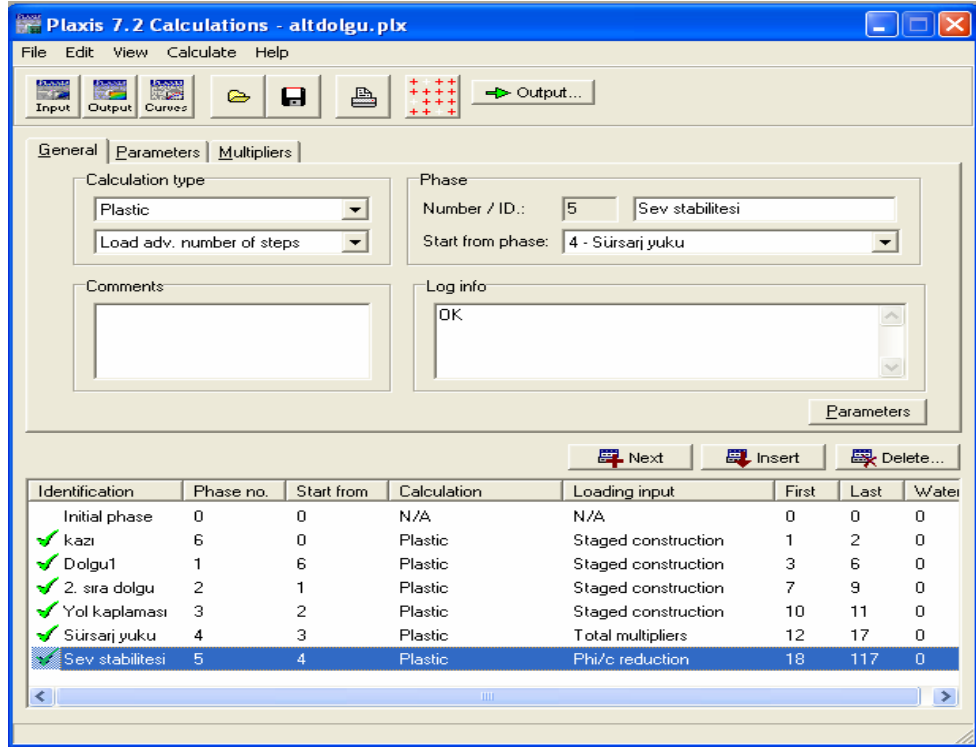 Plaxis 7.2 Calculations - altdolgu.plx
File Edit View Calculate Help
Input Output Curves Output...
General Parameters Multipliers
Calculation type
Plastic
Load adv. number of steps
Phase
Number / ID.: 5 Sev stabilitesi
Start from phase: 4 - Sürsarj yuku
Comments
Log info
OK
Parameters
Next Insert Delete...
Identification Phase no. Start from Calculation Loading input First Last Water
Initial phase 0 0 N/A N/A 0 0 0
kazı 6 0 Plastic Staged construction 1 2 0
Dolgu1 1 6 Plastic Staged construction 3 6 0
2. sıra dolgu 2 1 Plastic Staged construction 7 9 0
Yol kaplaması 3 2 Plastic Staged construction 10 11 0
Sürsarj yuku 4 3 Plastic Total multipliers 12 17 0
Sev stabilitesi 5 4 Plastic Phi/c reduction 18 117 0